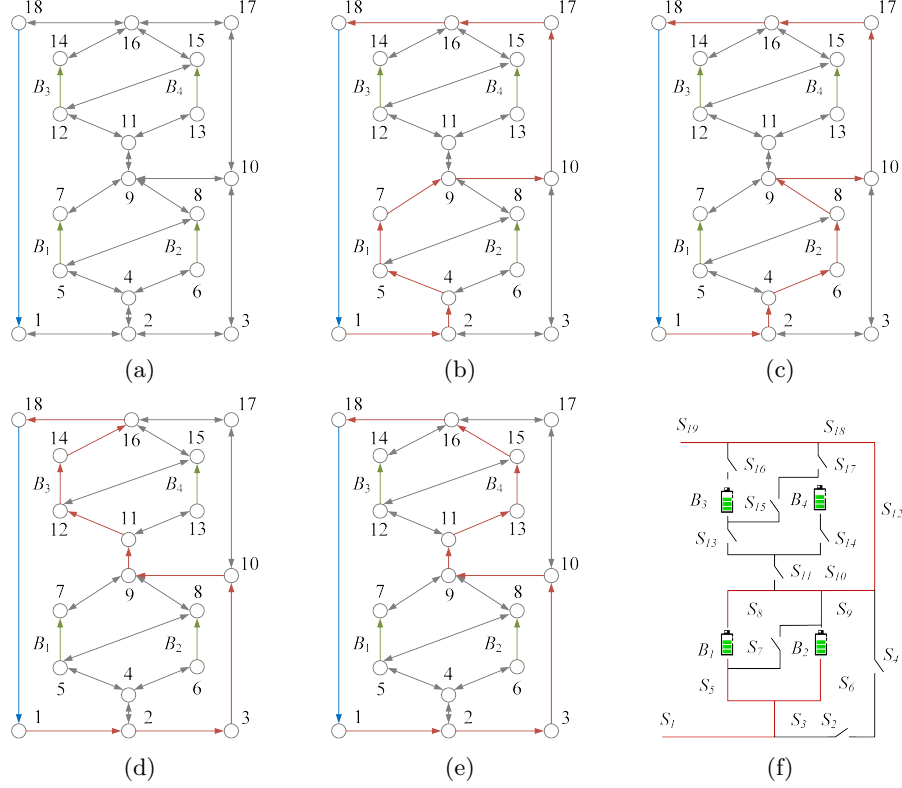 18 17 18 17 18 17
16 16 16
14 15 14 15 14 15
B3 B4 B3 B4 B3 B4
12 13 12 13 12 13
11 11 11
10 10 10
9 9 9
7 8 7 8 7 8
B1 B2 B1 B2 B1 B2
5 4 6 5 4 6 5 4 6
1 2 3 1 2 3 1 2 3
(a) (b) (c)
18 17 18 17
16 16
14 15 14 15
B3 B4 B3 B4
12 13 12 13
11 11
10 10
9 9
7 8 7 8
B1 B2 B1 B2
5 4 6 5 4 6
1 2 3 1 2 3
S19 S18
S16 S17
B3 S15 B4
S12
S13 S14
S11 S10
S8 S9
B1 S7 B2 S4
S5 S6
S1 S3 S2
(d) (e) (f)